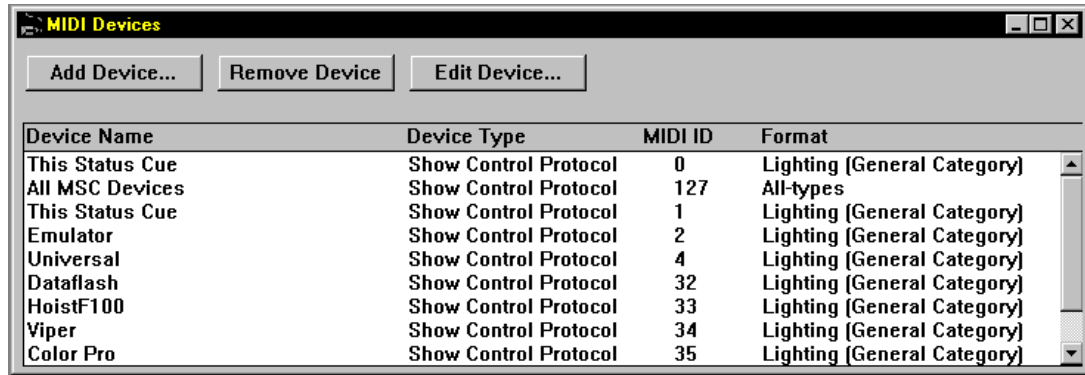 MIDI Devices
Add Device... Remove Device Edit Device...
Device Name Device Type MIDI ID Format
This Status Cue Show Control Protocol 0 Lighting (General Category)
All MSC Devices Show Control Protocol 127 All-types
This Status Cue Show Control Protocol 1 Lighting (General Category)
Emulator Show Control Protocol 2 Lighting (General Category)
Universal Show Control Protocol 4 Lighting (General Category)
Dataflash Show Control Protocol 32 Lighting (General Category)
HoistF100 Show Control Protocol 33 Lighting (General Category)
Viper Show Control Protocol 34 Lighting (General Category)
Color Pro Show Control Protocol 35 Lighting (General Category)